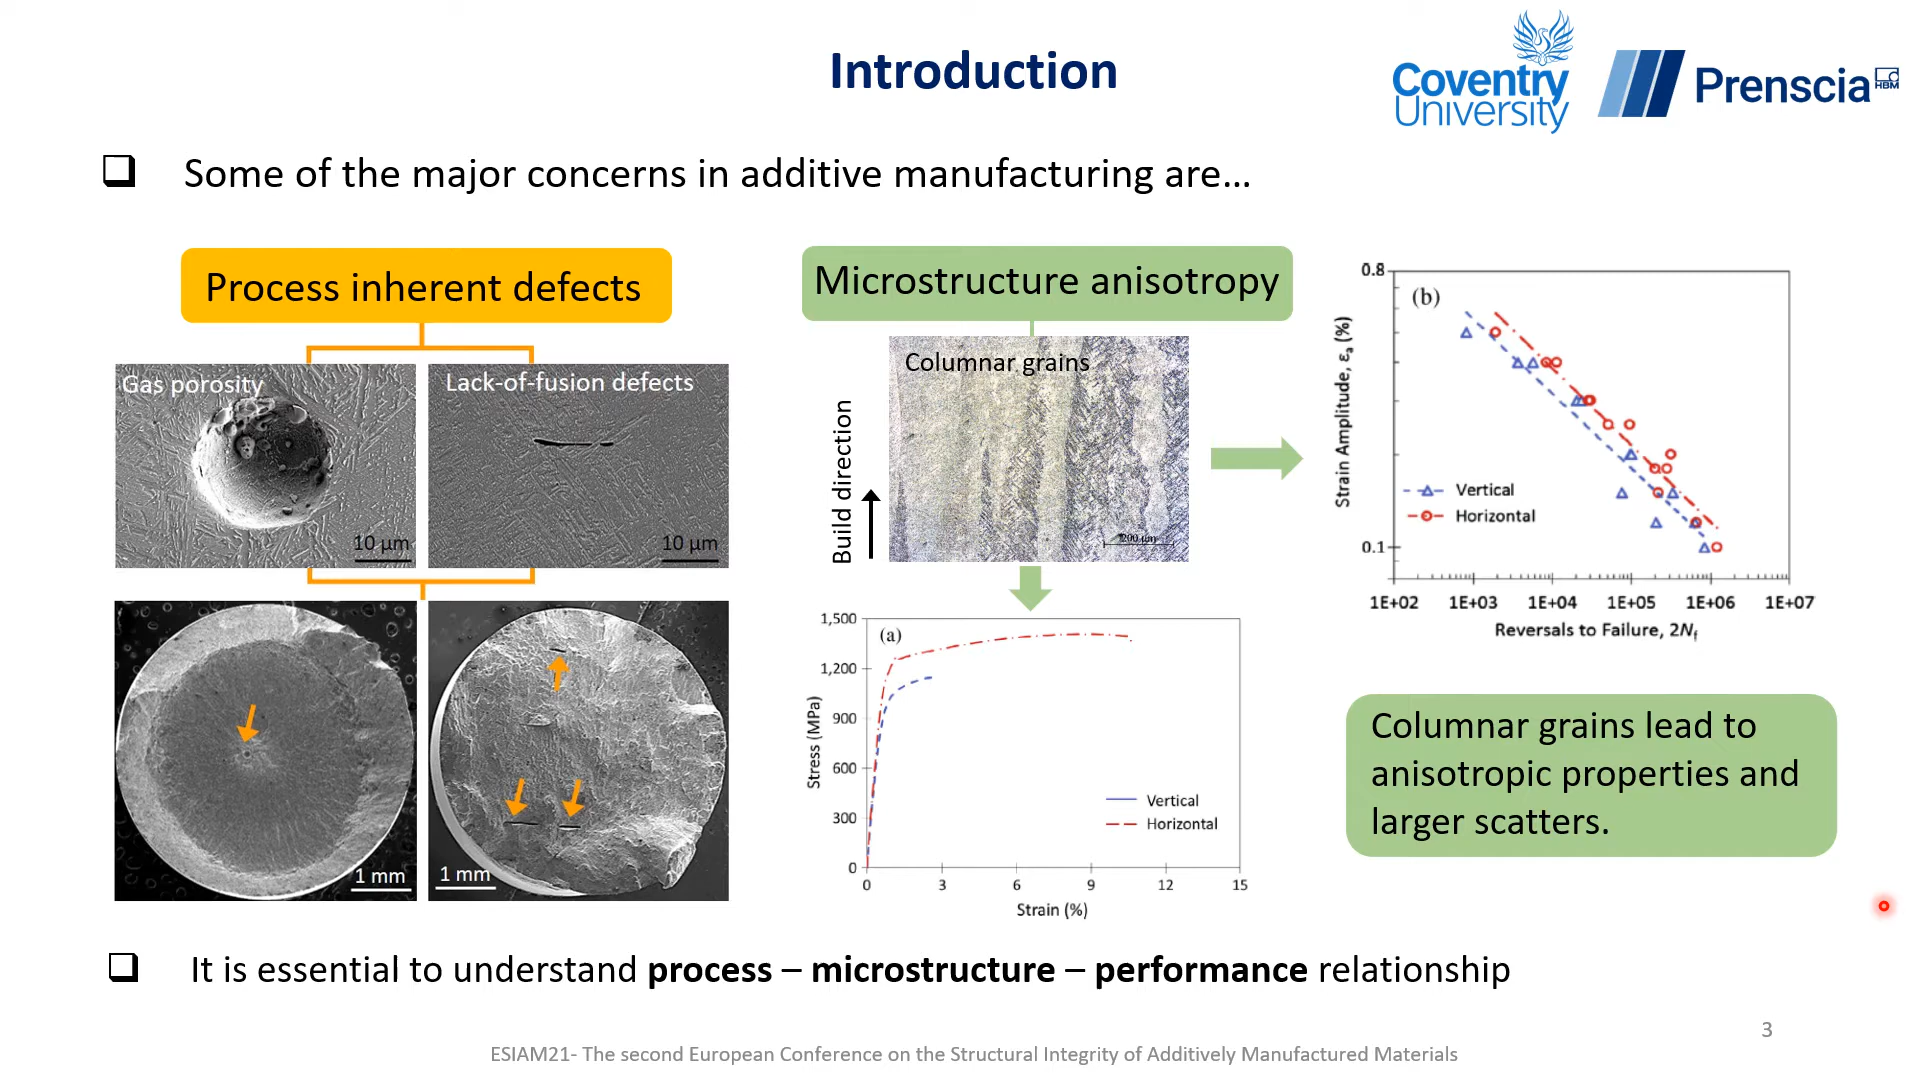 Introduction
Coventry
University
Prenscia
HBM
Some of the major concerns in additive manufacturing are...
Process inherent defects
Gas porosity
10 µm
Lack-of-fusion defects
10 µm
1 mm
1 mm
Microstructure anisotropy
Columnar grains
Build direction
200 µm
(a)
Stress (MPa)
1,500
1,200
900
600
300
0
0 3 6 9 12 15
Strain (%)
Vertical
Horizontal
(b)
Strain Amplitude, εa (%)
0.8
0.1
Vertical
Horizontal
1E+02 1E+03 1E+04 1E+05 1E+06 1E+07
Reversals to Failure, 2Nf
Columnar grains lead to
anisotropic properties and
larger scatters.
It is essential to understand process – microstructure – performance relationship
3
ESIAM21- The second European Conference on the Structural Integrity of Additively Manufactured Materials